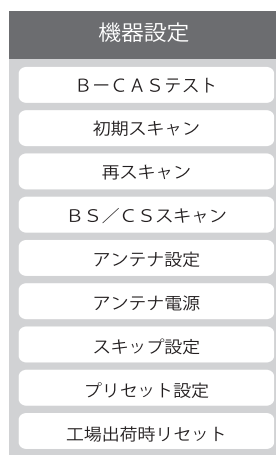 機器設定
B－CASテスト
初期スキャン
再スキャン
BS／CSスキャン
アンテナ設定
アンテナ電源
スキップ設定
プリセット設定
工場出荷時リセット